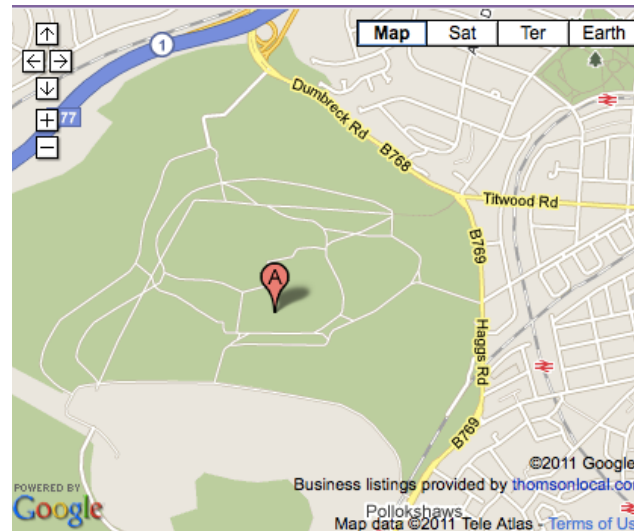 Map Sat Ter Earth
1
77
Dumbreck Rd
B768
Titwood Rd
B769
A
Haggs Rd
B769
©2011 Google
POWERED BY
Google
Business listings provided by thomsonlocal.co
Pollokshaws
Map data ©2011 Tele Atlas - Terms of Us